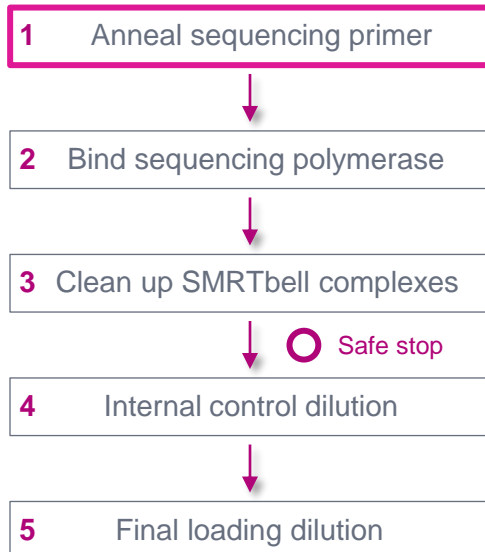 1 Anneal sequencing primer
2 Bind sequencing polymerase
3 Clean up SMRTbell complexes
Safe stop
4 Internal control dilution
5 Final loading dilution